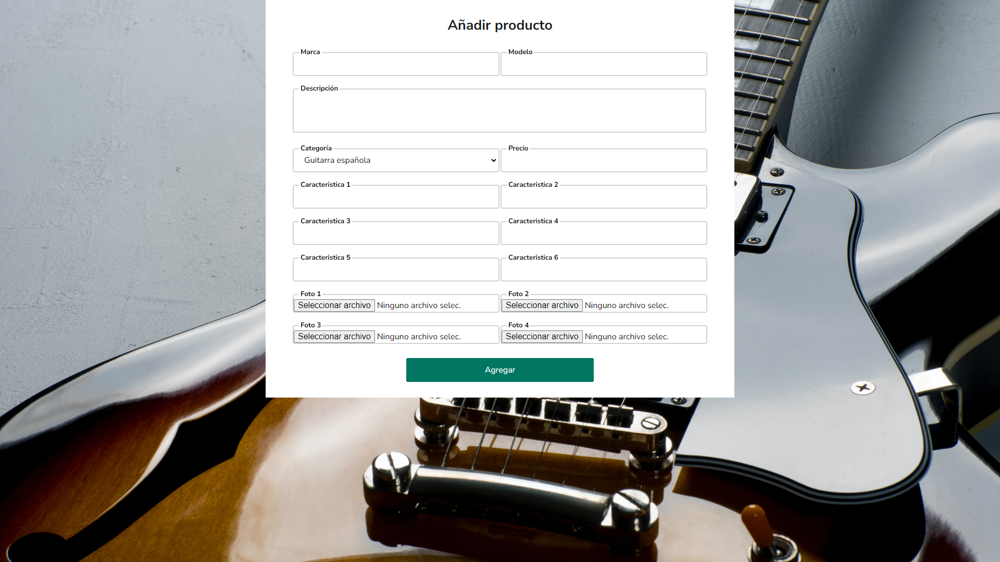 Añadir producto
Marca
Modelo
Descripción
Categoría
Precio
Guitarra española
Caracteristica 1
Caracteristica 2
Caracteristica 3
Caracteristica 4
Caracteristica 5
Caracteristica 6
Foto 1
Foto 2
Seleccionar archivo Ninguno archivo selec.
Seleccionar archivo Ninguno archivo selec.
Foto 3
Foto 4
Seleccionar archivo Ninguno archivo selec.
Seleccionar archivo Ninguno archivo selec.
Agregar